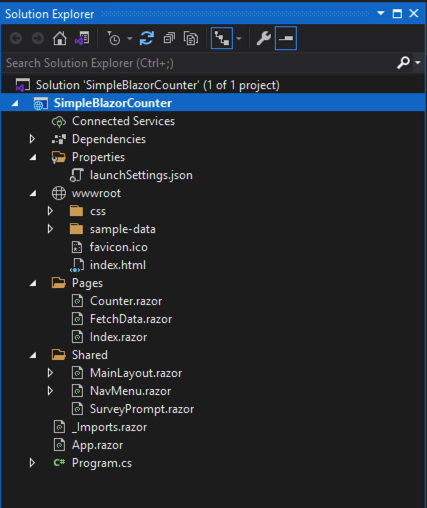 Solution Explorer
Search Solution Explorer (Ctrl+;)
Solution 'SimpleBlazorCounter' (1 of 1 project)
SimpleBlazorCounter
Connected Services
Dependencies
Properties
launchSettings.json
wwwroot
css
sample-data
favicon.ico
index.html
Pages
Counter.razor
FetchData.razor
Index.razor
Shared
MainLayout.razor
NavMenu.razor
SurveyPrompt.razor
_Imports.razor
App.razor
C# Program.cs